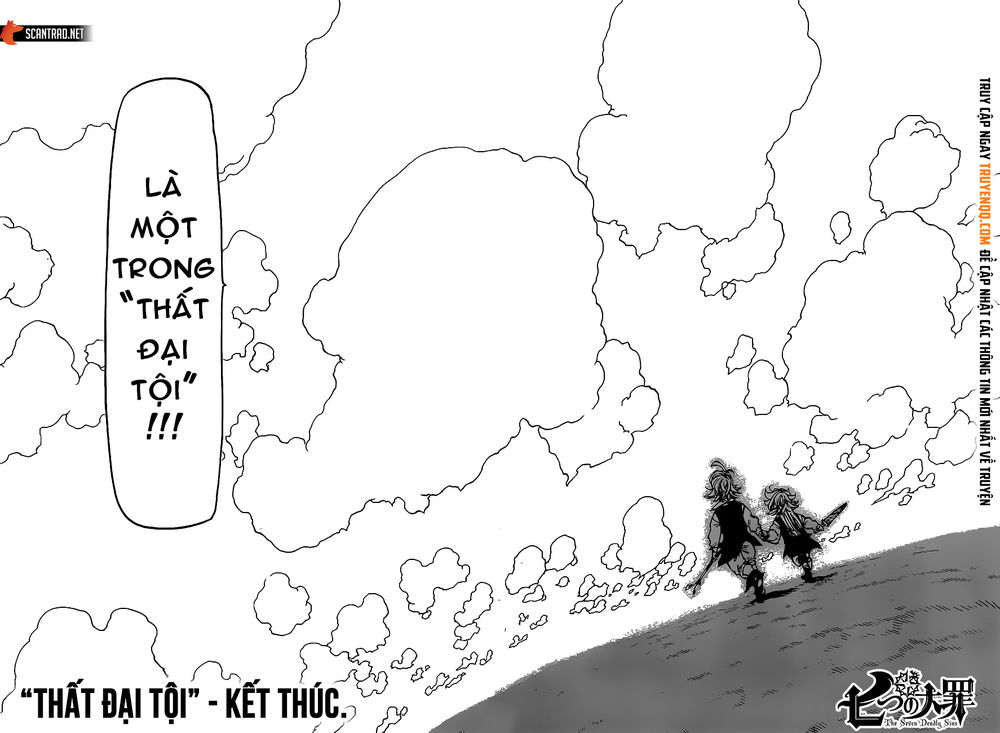 SCANTRAD.NET
LÀ
MỘT
TRONG
"THẤT
ĐẠI
TỘI"
!!!
TRUY CẬP NGAY TRUYENQQ.COM ĐỂ CẬP NHẬT CÁC THÔNG TIN MỚI NHẤT VỀ TRUYỆN
"THẤT ĐẠI TỘI" - KẾT THÚC.
七つの大罪
The Seven Deadly Sins